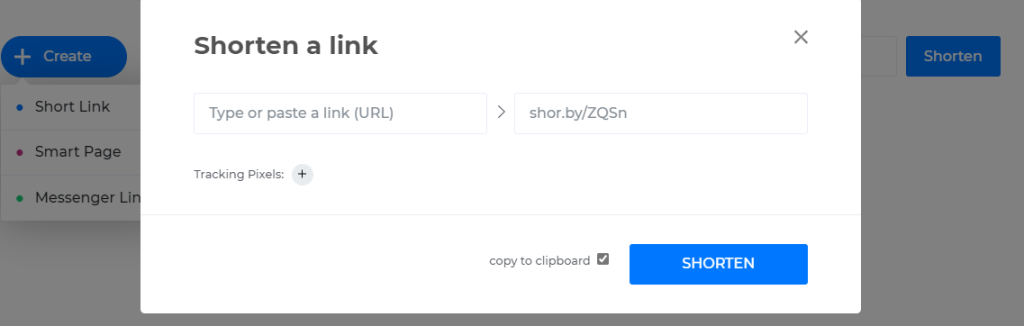 Shorten a link
Create
Shorten
Short Link
Type or paste a link (URL)
shor.by/ZQSn
Smart Page
Tracking Pixels:
Messenger Lin
copy to clipboard
SHORTEN